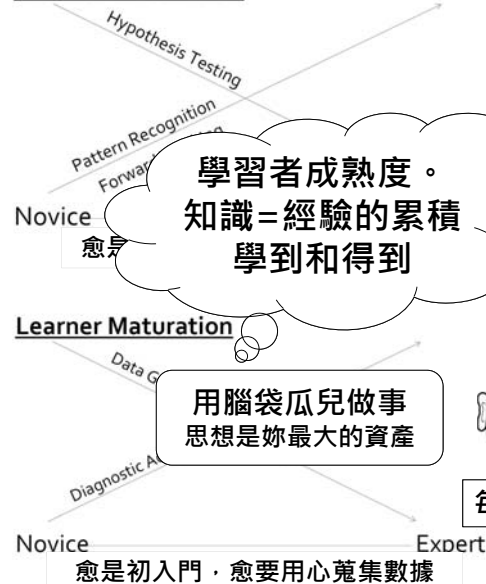 Hypothesis Testing
Pattern Recognition
學習者成熟度。
知識=經驗的累積
學到和得到
Novice
愈是
Learner Maturation
Data
用腦袋瓜兒做事
思想是妳最大的資產
Diagnostic
Novice
Expert
愈是初入門，愈要用心蒐集數據